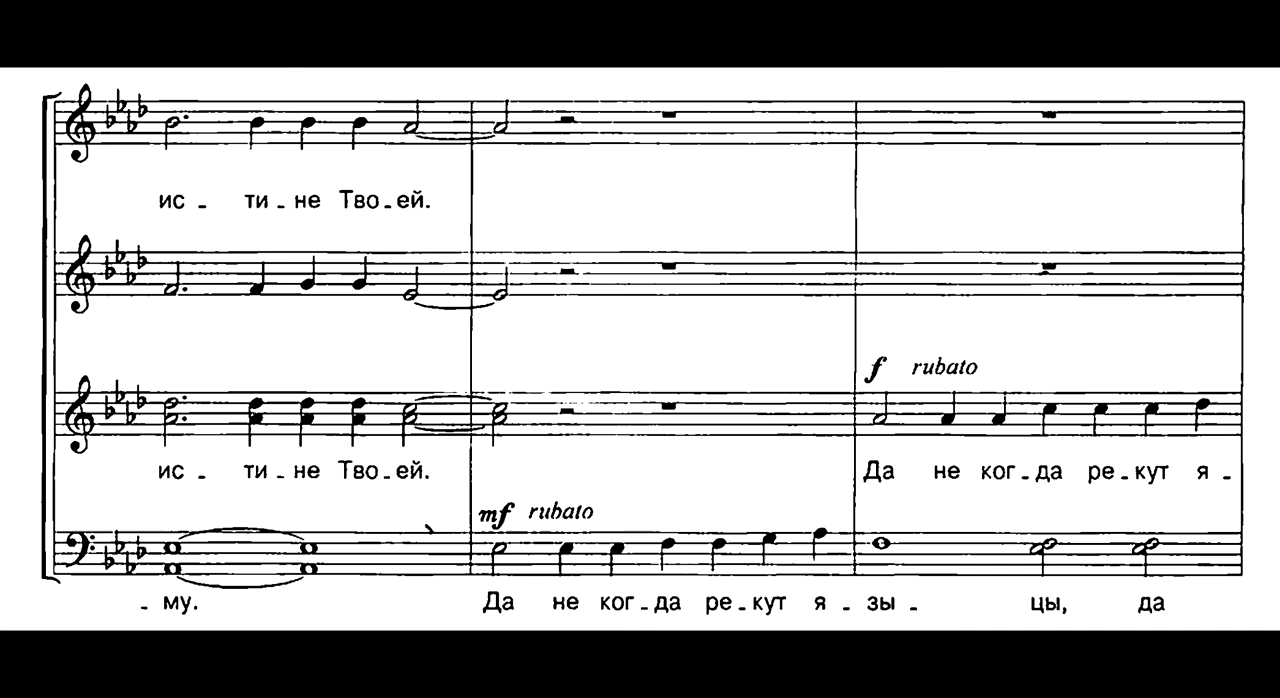 ис - ти - не Тво - ей.
f rubato
ис - ти - не Тво - ей. Да не ког - да ре - кут я -
mf rubato
- му. Да не ког - да ре - кут я - зы - цы, да